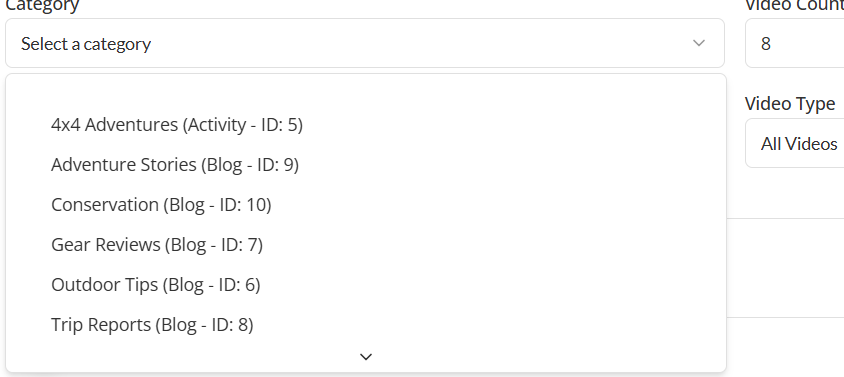 Category
Video Count
Select a category
8
4x4 Adventures (Activity - ID: 5)
Adventure Stories (Blog - ID: 9)
Conservation (Blog - ID: 10)
Gear Reviews (Blog - ID: 7)
Outdoor Tips (Blog - ID: 6)
Trip Reports (Blog - ID: 8)
Video Type
All Videos